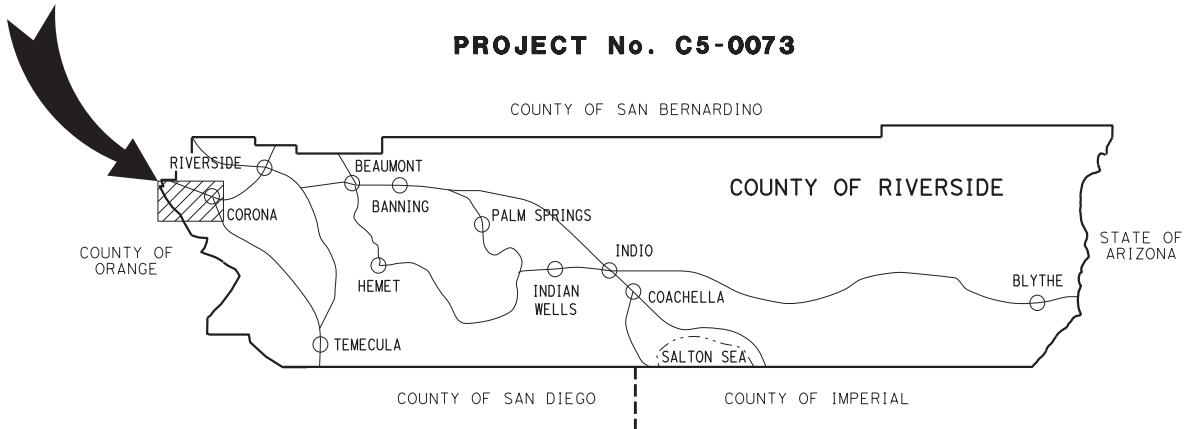 PROJECT No. C5-0073
COUNTY OF SAN BERNARDINO
RIVERSIDE
BEAUMONT
COUNTY OF RIVERSIDE
BANNING
CORONA
PALM SPRINGS
COUNTY OF
ORANGE
STATE OF
ARIZONA
INDIO
HEMET
INDIAN
WELLS
COACHELLA
BLYTHE
TEMECULA
SALTON SEA
COUNTY OF SAN DIEGO
COUNTY OF IMPERIAL